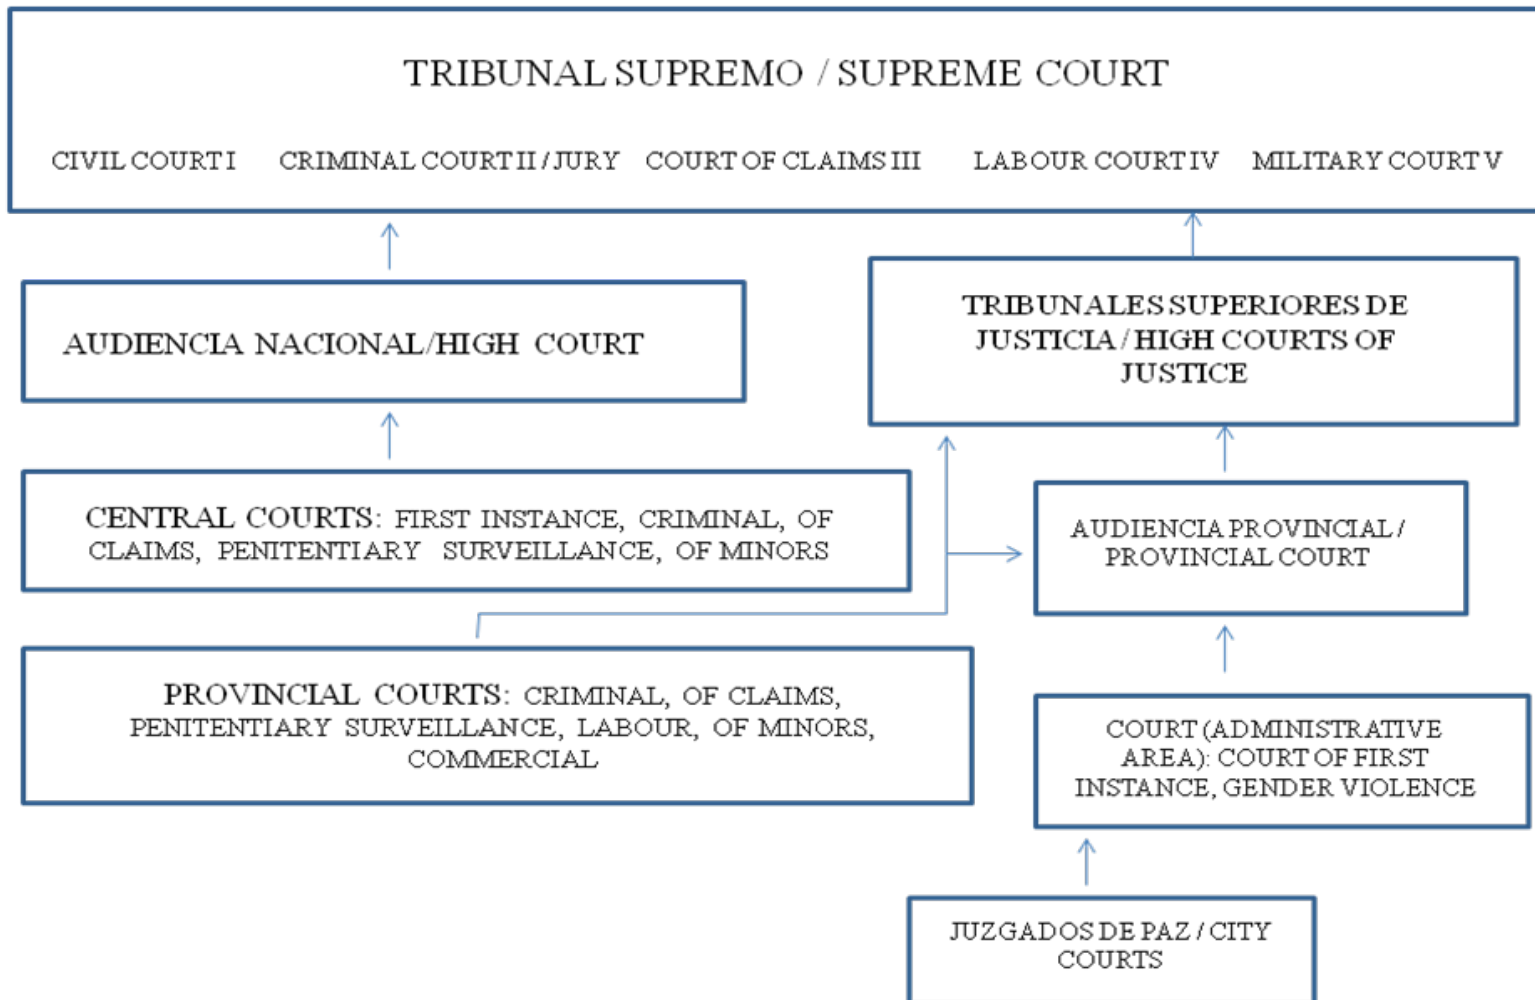 TRIBUNAL SUPREMO / SUPREME COURT
CIVIL COURT I CRIMINAL COURT II / JURY COURT OF CLAIMS III LABOUR COURT IV MILITARY COURT V
AUDIENCIA NACIONAL/HIGH COURT
TRIBUNALES SUPERIORES DE
JUSTICIA / HIGH COURTS OF
JUSTICE
CENTRAL COURTS: FIRST INSTANCE, CRIMINAL, OF
CLAIMS, PENITENTIARY SURVEILLANCE, OF MINORS
AUDIENCIA PROVINCIAL /
PROVINCIAL COURT
PROVINCIAL COURTS: CRIMINAL, OF CLAIMS,
PENITENTIARY SURVEILLANCE, LABOUR, OF MINORS,
COMMERCIAL
COURT (ADMINISTRATIVE
AREA): COURT OF FIRST
INSTANCE, GENDER VIOLENCE
JUZGADOS DE PAZ / CITY
COURTS